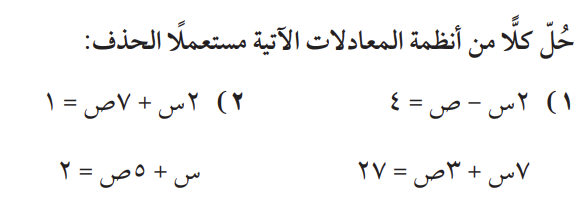 حُلّ كلًّا من أنظمة المعادلات الآتية مستعملًا الحذف:
١) ٢س – ص = ٤    ٢) ٢س + ٧ص = ١
٧س + ٣ص = ٢٧    س + ٥ص = ٢